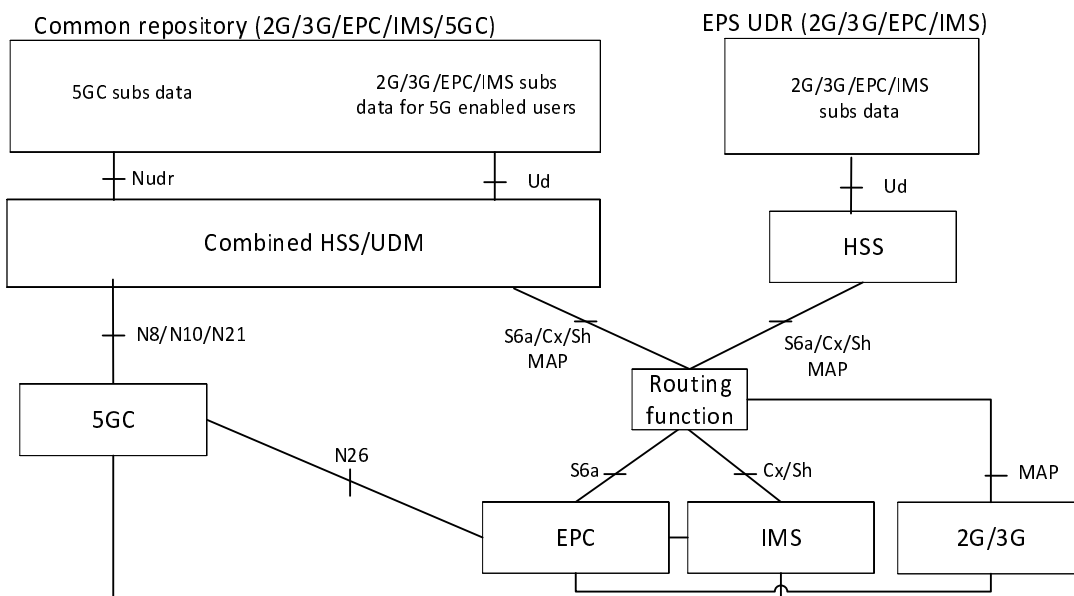 Common repository (2G/3G/EPC/IMS/5GC)
EPS UDR (2G/3G/EPC/IMS)
5GC subs data
2G/3G/EPC/IMS subs
data for 5G enabled users
2G/3G/EPC/IMS
subs data
Nudr
Ud
Ud
Combined HSS/UDM
HSS
N8/N10/N21
S6a/Cx/Sh
MAP
S6a/Cx/Sh
MAP
Routing
function
5GC
N26
S6a
Cx/Sh
MAP
EPC
IMS
2G/3G